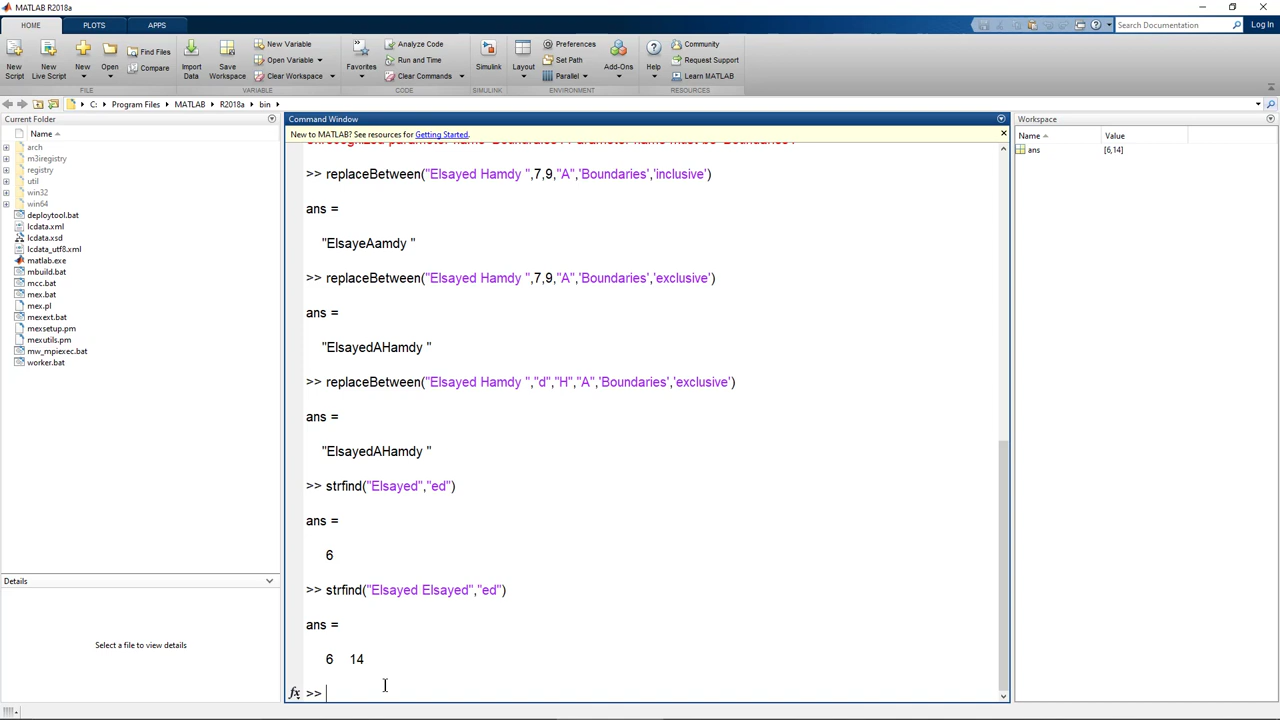 MATLAB R2018a
HOME PLOTS APPS
Search Documentation
Log In
New Script
New Live Script
New
Open
Find Files
Compare
Import Data
Save Workspace
New Variable
Open Variable
Clear Workspace
Favorites
Analyze Code
Run and Time
Clear Commands
Simulink
Layout
Preferences
Set Path
Parallel
Add-Ons
Help
Community
Request Support
Learn MATLAB
FILE VARIABLE CODE SIMULINK ENVIRONMENT RESOURCES
C: Program Files MATLAB R2018a bin
Current Folder
Name
arch
m3iregistry
registry
util
win32
win64
deploytool.bat
lcdata.xml
lcdata.xsd
lcdata_utf8.xml
matlab.exe
mbuild.bat
mcc.bat
mex.bat
mex.pl
mexext.bat
mexsetup.pm
mexutils.pm
mw_mpiexec.bat
worker.bat
Details
Select a file to view details
Command Window
New to MATLAB? See resources for Getting Started.
>> replaceBetween("Elsayed Hamdy ",7,9,"A",'Boundaries','inclusive')
ans =
"ElsayeAamdy "
>> replaceBetween("Elsayed Hamdy ",7,9,"A",'Boundaries','exclusive')
ans =
"ElsayedAHamdy "
>> replaceBetween("Elsayed Hamdy ","d","H","A",'Boundaries','exclusive')
ans =
"ElsayedAHamdy "
>> strfind("Elsayed","ed")
ans =
6
>> strfind("Elsayed Elsayed","ed")
ans =
6 14
fx >>
Workspace
Name Value
ans [6,14]